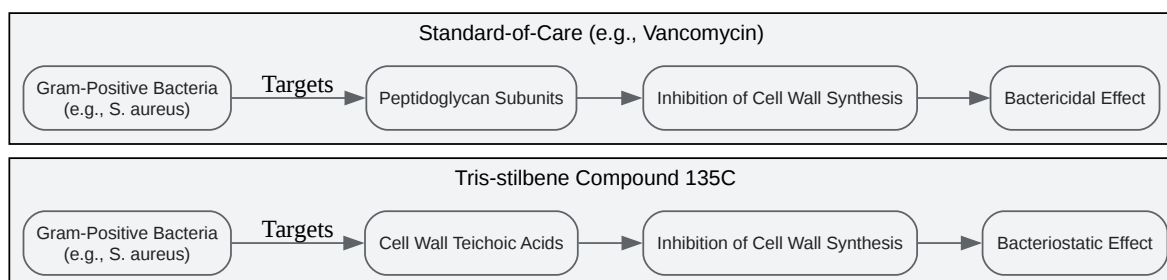 Standard-of-Care (e.g., Vancomycin)
Gram-Positive Bacteria
(e.g., S. aureus)
Targets
Peptidoglycan Subunits
Inhibition of Cell Wall Synthesis
Bactericidal Effect
Tris-stilbene Compound 135C
Gram-Positive Bacteria
(e.g., S. aureus)
Targets
Cell Wall Teichoic Acids
Inhibition of Cell Wall Synthesis
Bacteriostatic Effect